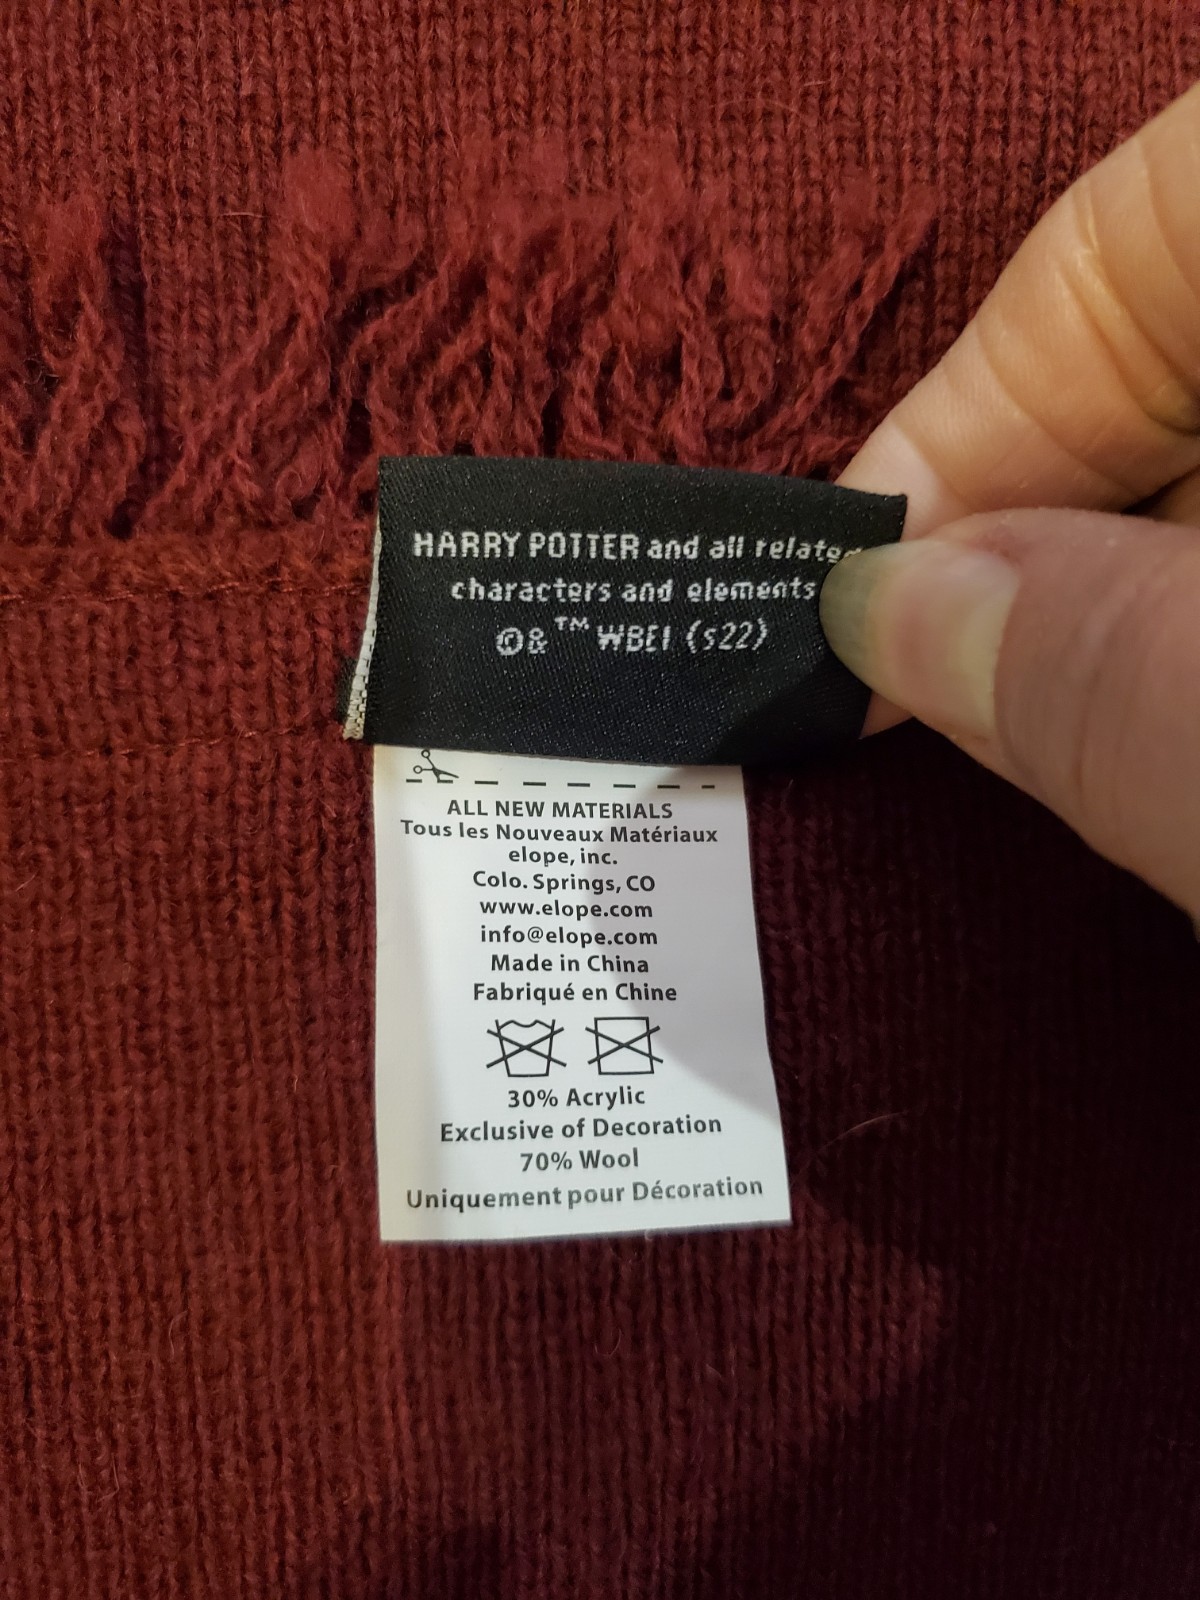 HARRY POTTER and all related
characters and elements
©&™ WBEI (s22)
ALL NEW MATERIALS
Tous les Nouveaux Matériaux
elope, inc.
Colo. Springs, CO
www.elope.com
info@elope.com
Made in China
Fabriqué en Chine
30% Acrylic
Exclusive of Decoration
70% Wool
Uniquement pour Décoration